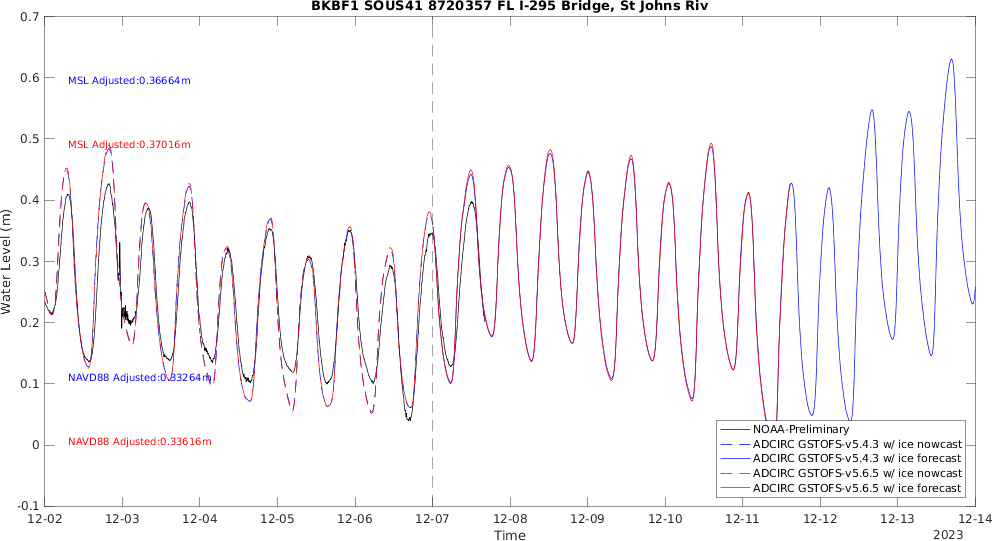 BKBF1 SOUS41 8720357 FL I-295 Bridge, St Johns Riv
0.7
0.6
0.5
0.4
0.3
0.2
0.1
0
-0.1
Water Level (m)
MSL Adjusted:0.36664m
MSL Adjusted:0.37016m
NAVD88 Adjusted:0.33264m
NAVD88 Adjusted:0.33616m
NOAA-Preliminary
ADCIRC GSTOFS-v5.4.3 w/ ice nowcast
ADCIRC GSTOFS-v5.4.3 w/ ice forecast
ADCIRC GSTOFS-v5.6.5 w/ ice nowcast
ADCIRC GSTOFS-v5.6.5 w/ ice forecast
12-02 12-03 12-04 12-05 12-06 12-07 12-08 12-09 12-10 12-11 12-12 12-13 12-14
Time
2023